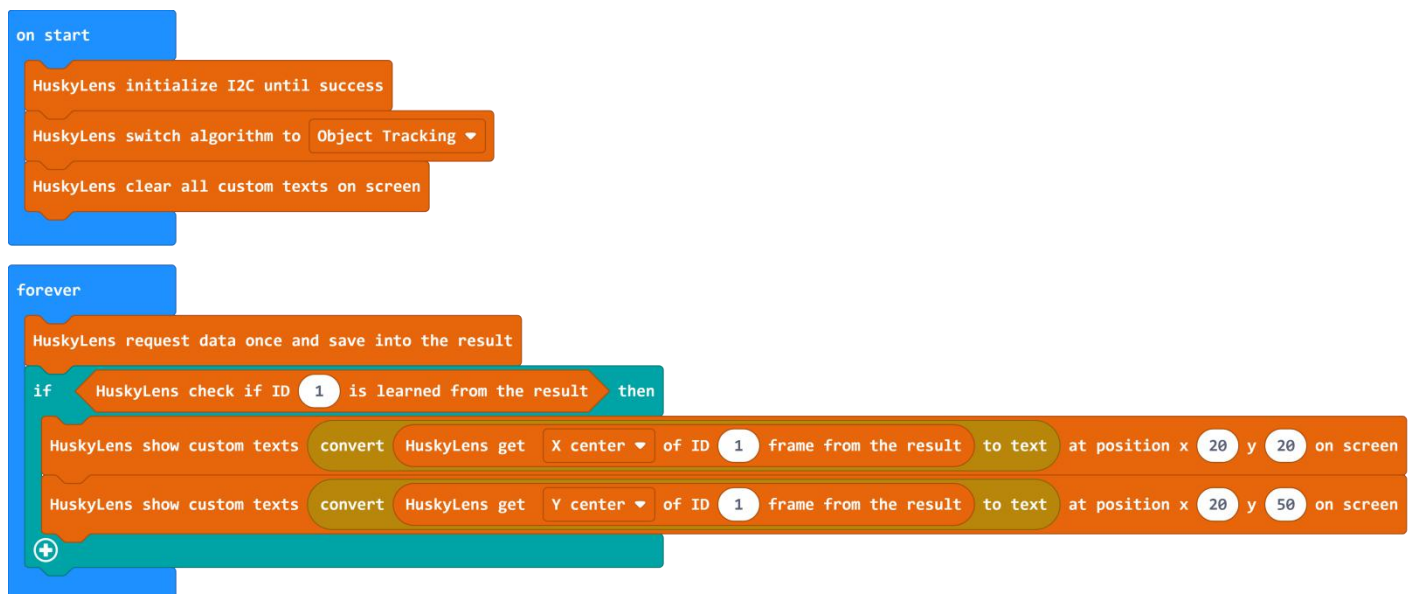 on start
HuskyLens initialize I2C until success
HuskyLens switch algorithm to Object Tracking
HuskyLens clear all custom texts on screen
forever
HuskyLens request data once and save into the result
if HuskyLens check if ID 1 is learned from the result then
HuskyLens show custom texts convert HuskyLens get X center of ID 1 frame from the result to text at position x 20 y 20 on screen
HuskyLens show custom texts convert HuskyLens get Y center of ID 1 frame from the result to text at position x 20 y 50 on screen